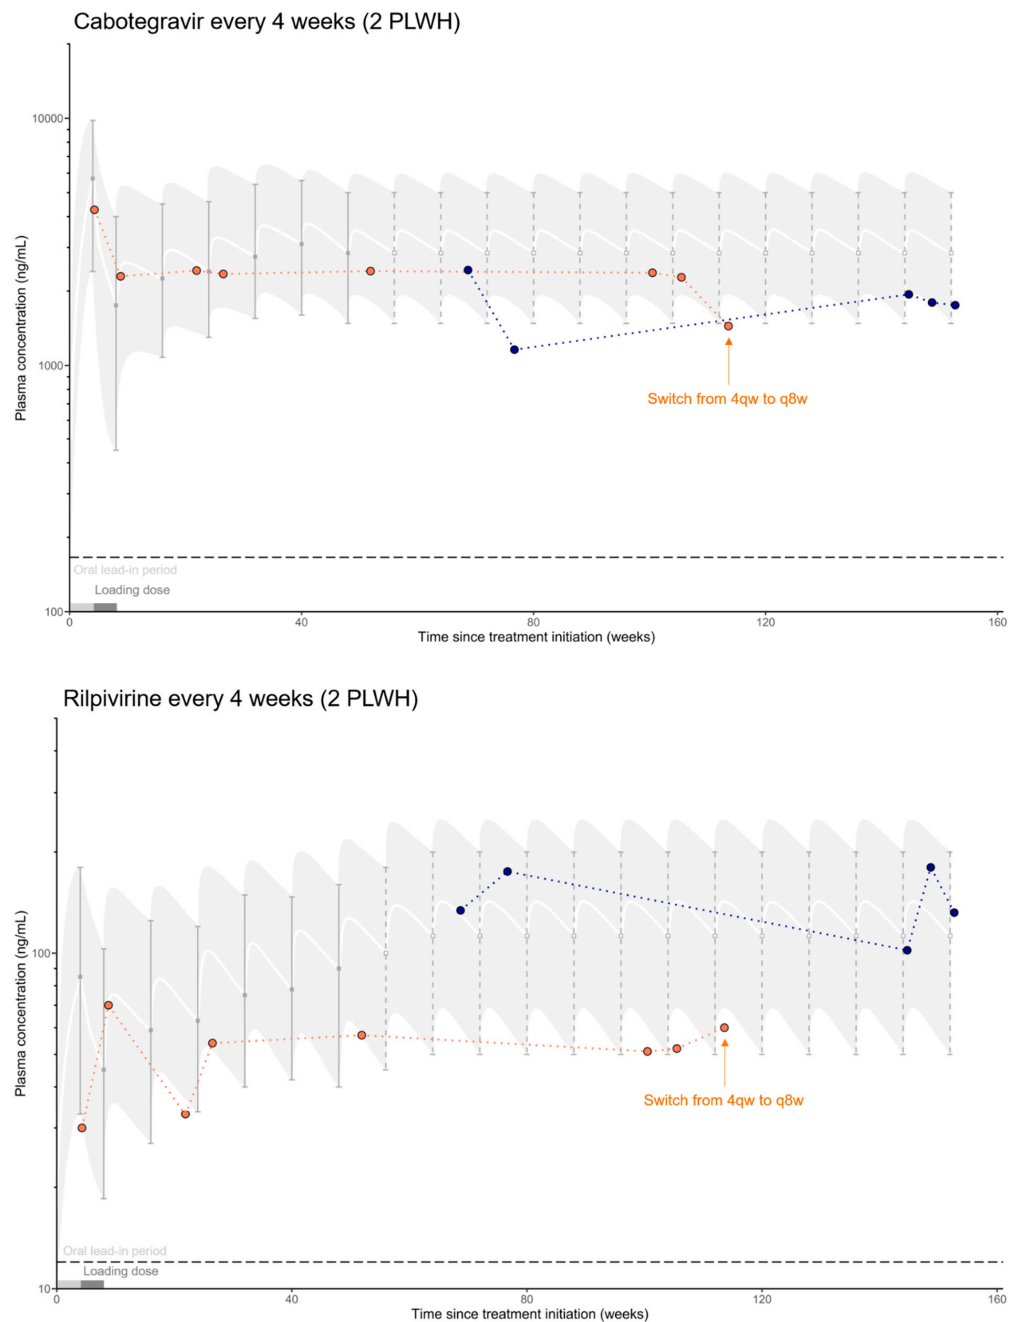 Cabotegravir every 4 weeks (2 PLWH)
10000
Plasma concentration (ng/mL)
1000
Switch from 4qw to q8w
Oral lead-in period
Loading dose
100
0 40 80 120 160
Time since treatment initiation (weeks)
Rilpivirine every 4 weeks (2 PLWH)
Plasma concentration (ng/mL)
100
Switch from 4qw to q8w
Oral lead-in period
Loading dose
10
0 40 80 120 160
Time since treatment initiation (weeks)